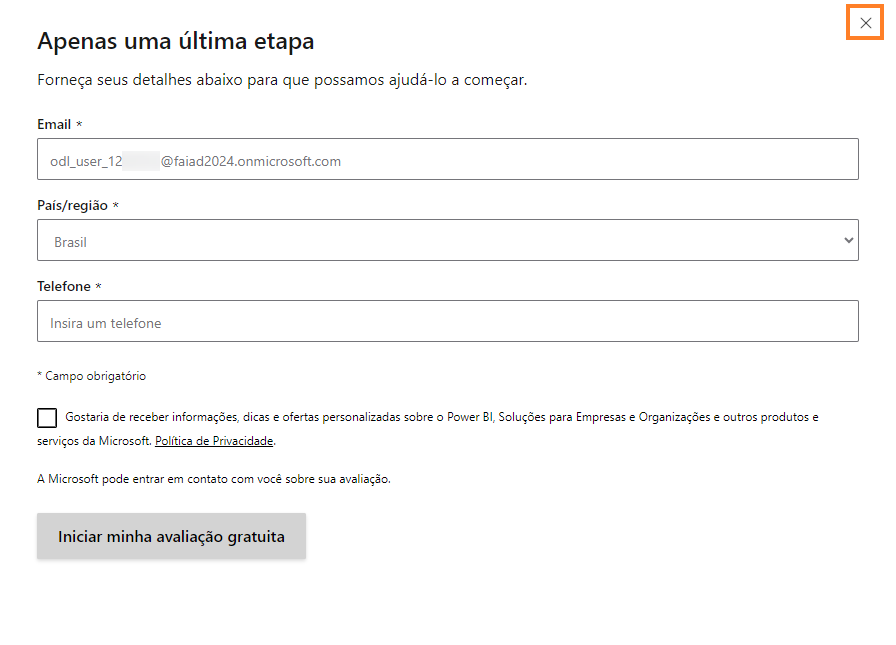 Apenas uma última etapa
Forneça seus detalhes abaixo para que possamos ajudá-lo a começar.
Email *
odl_user_12 @faiad2024.onmicrosoft.com
País/região *
Brasil
Telefone *
Insira um telefone
* Campo obrigatório
Gostaria de receber informações, dicas e ofertas personalizadas sobre o Power BI, Soluções para Empresas e Organizações e outros produtos e
serviços da Microsoft. Política de Privacidade.
A Microsoft pode entrar em contato com você sobre sua avaliação.
Iniciar minha avaliação gratuita